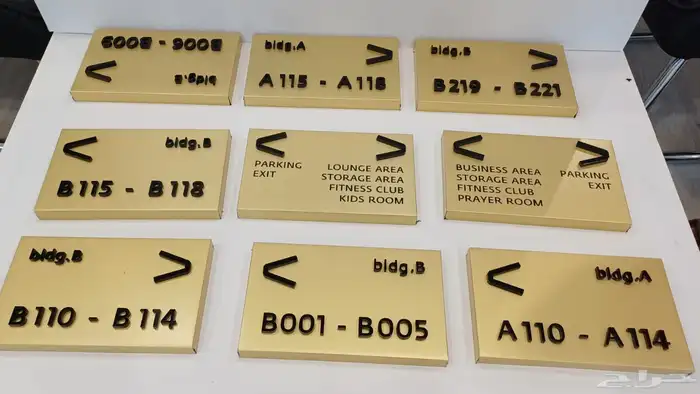 bldg.B
B006 - B009
bldg.A
A115 - A118
bldg.B
B219 - B221
bldg.B
B115 - B118
PARKING
EXIT
LOUNGE AREA
STORAGE AREA
FITNESS CLUB
KIDS ROOM
BUSINESS AREA
STORAGE AREA
FITNESS CLUB
PRAYER ROOM
PARKING
EXIT
bldg.B
B110 - B114
bldg.B
B001 - B005
bldg.A
A110 - A114
حراج